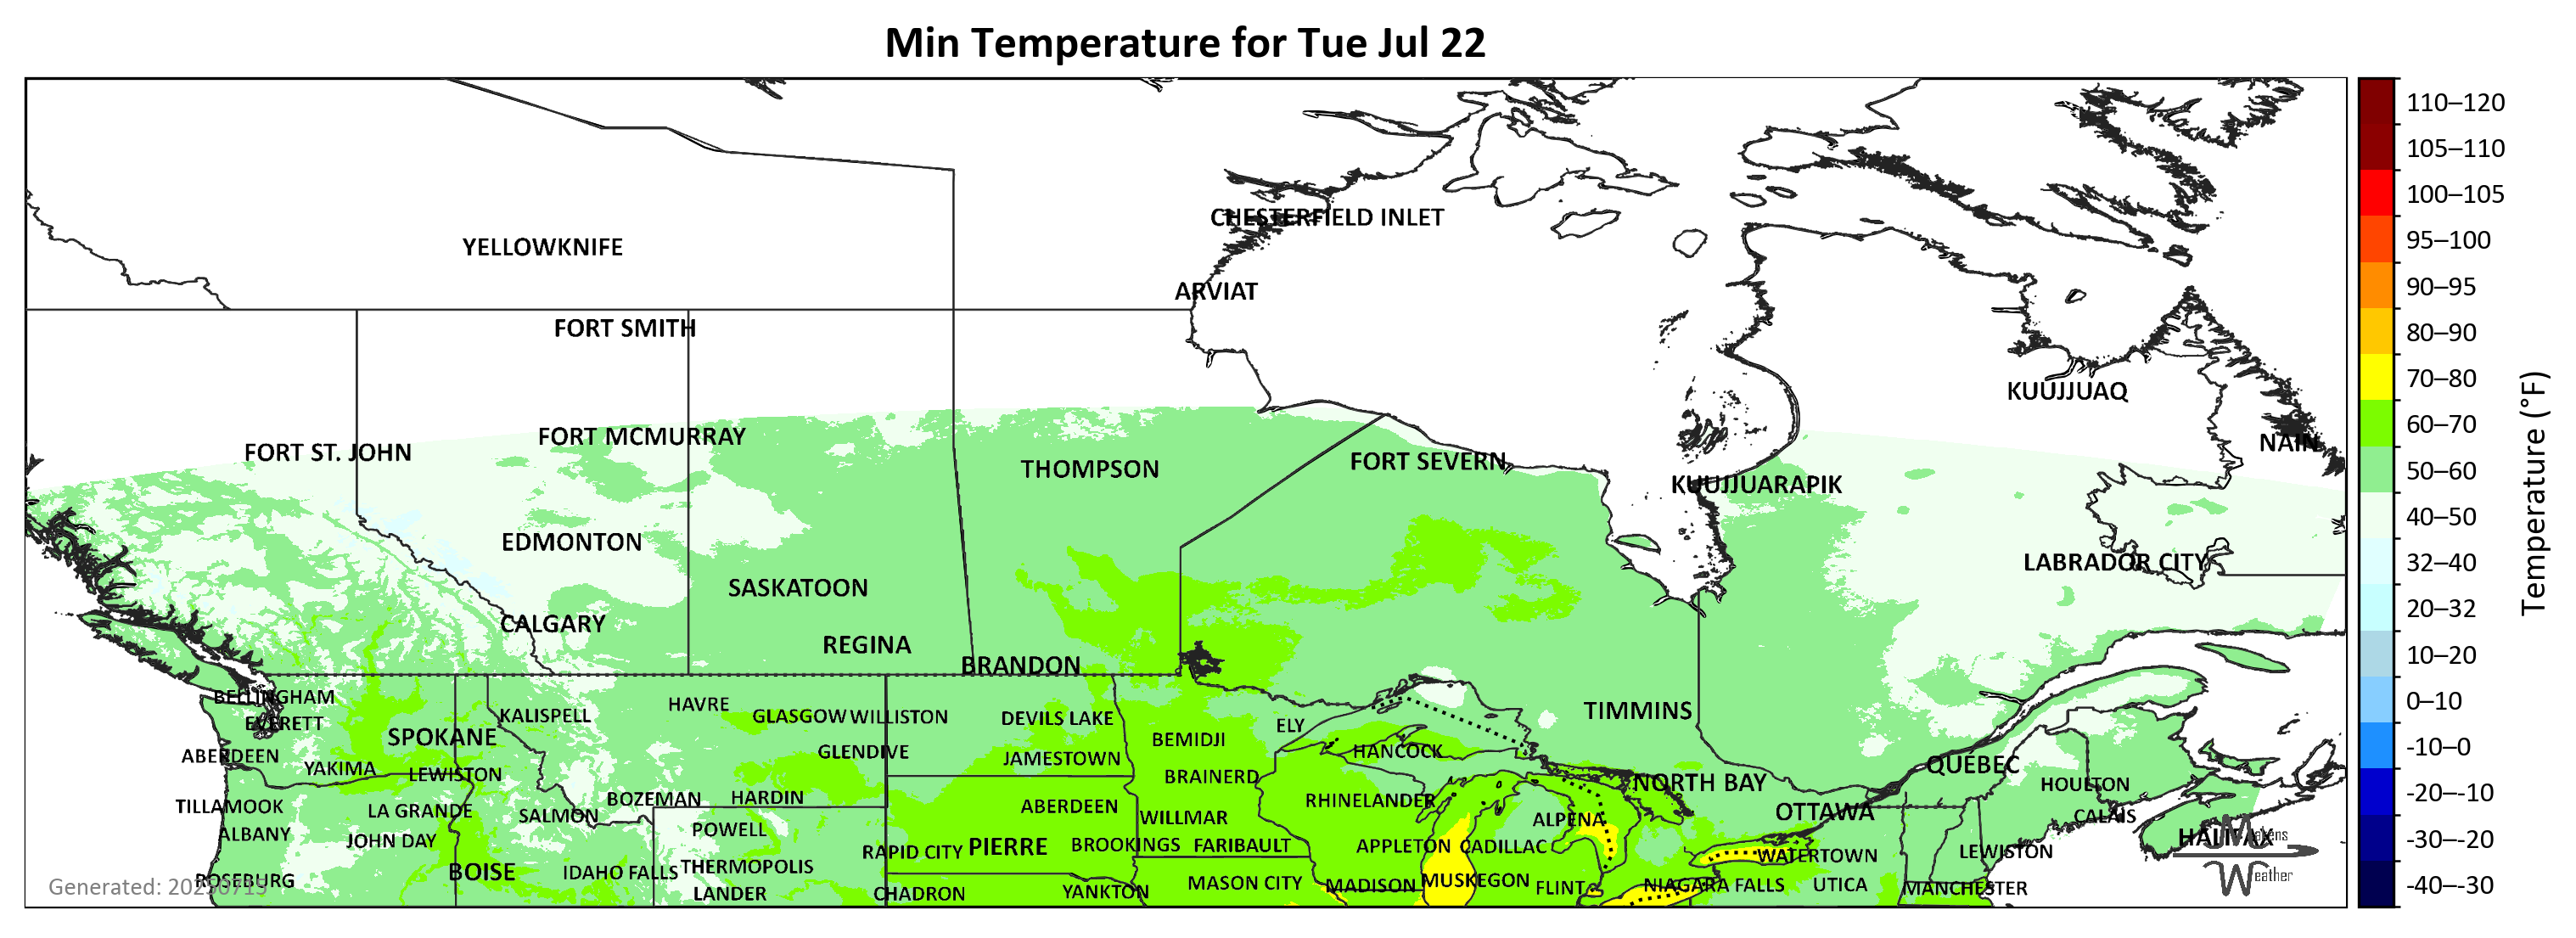 Min Temperature for Tue Jul 22
110–120
105–110
100–105
95–100
90–95
80–90
70–80
60–70
50–60
40–50
32–40
20–32
10–20
0–10
-10–0
-20–-10
-30–-20
-40–-30
Temperature (°F)
CHESTERFIELD INLET
YELLOWKNIFE
ARVIAT
FORT SMITH
KUUJJUAQ
FORT MCMURRAY
NAIN
FORT ST. JOHN
FORT SEVERN
THOMPSON
KUUJJUARAPIK
EDMONTON
LABRADOR CITY
SASKATOON
CALGARY
REGINA
BRANDON
BELLINGHAM
HAVRE
TIMMINS
KALISPELL
GLASGOW
WILLISTON
DEVILS LAKE
EVERETT
ELY
SPOKANE
BEMIDJI
HANCOCK
GLENDIVE
ABERDEEN
JAMESTOWN
QUÉBEC
YAKIMA
LEWISTON
BRAINERD
NORTH BAY
HOULTON
BOZEMAN
HARDIN
RHINELANDER
TILLAMOOK
LA GRANDE
ABERDEEN
OTTAWA
SALMON
WILLMAR
CALAIS
ALPENA
POWELL
ALBANY
HALIFAX
Makens
JOHN DAY
RAPID CITY
PIERRE
BROOKINGS
FARIBAULT
APPLETON
CADILLAC
LEWISTON
WATERTOWN
THERMOPOLIS
BOISE
IDAHO FALLS
Weather
ROSEBURG
MUSKEGON
MASON CITY
MADISON
NIAGARA FALLS
UTICA
Generated: 20250715
FLINT
MANCHESTER
LANDER
CHADRON
YANKTON